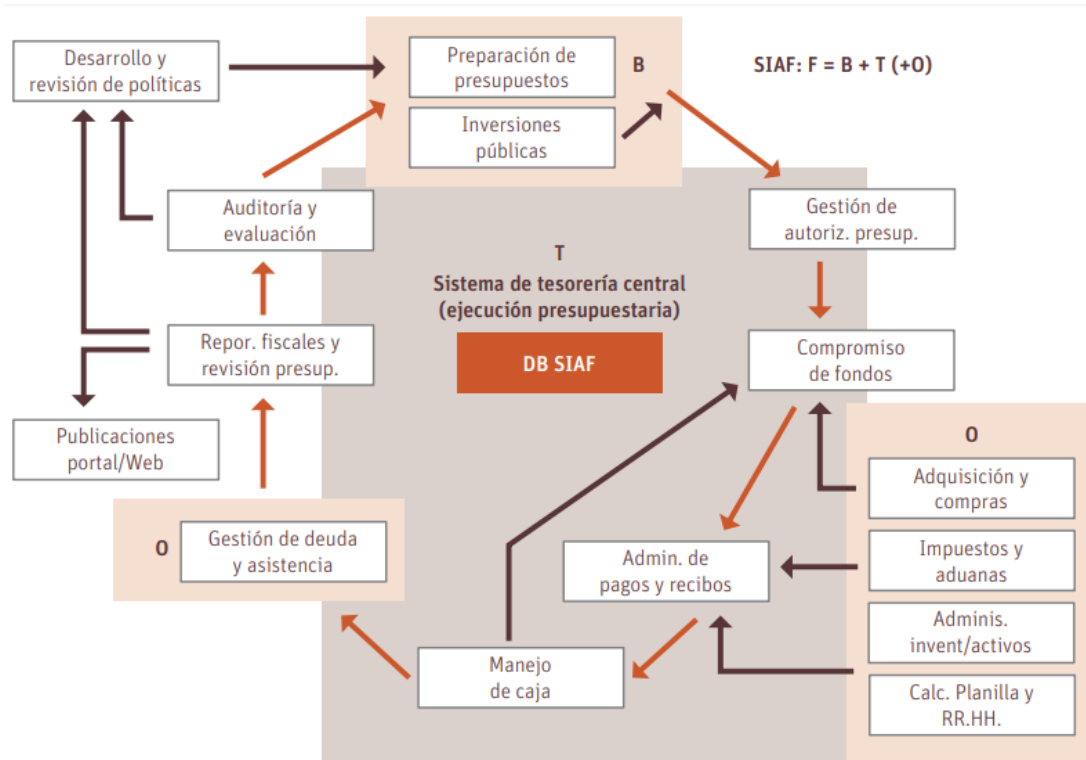 Desarrollo y
revisión de políticas
Preparación de
presupuestos
B
SIAF: F = B + T (+O)
Inversiones
públicas
Auditoría y
evaluación
Gestión de
autoriz. presup.
T
Sistema de tesorería central
(ejecución presupuestaria)
DB SIAF
Repor. fiscales y
revisión presup.
Compromiso
de fondos
Publicaciones
portal/Web
O
Adquisición y
compras
O
Gestión de deuda
y asistencia
Admin. de
pagos y recibos
Impuestos y
aduanas
Adminis.
invent/activos
Manejo
de caja
Calc. Planilla y
RR.HH.